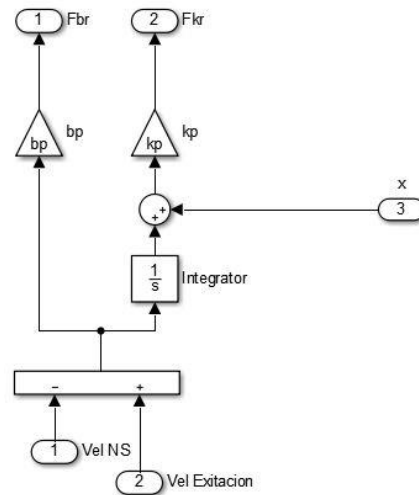 1 Fbr 2 Fkr
bp bp kp kp
x
+ + 3
1
s Integrator
− +
1 Vel NS
2 Vel Exitacion